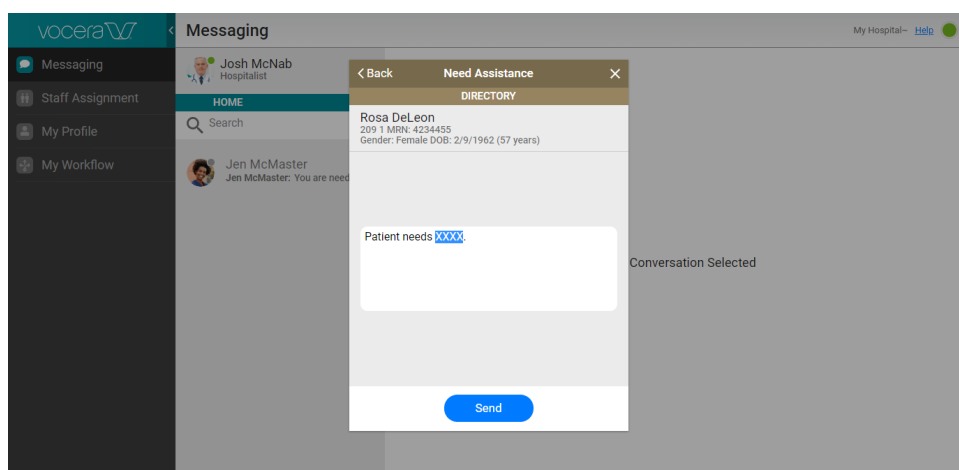 vocera
Messaging
My Hospital– Help
Messaging
Staff Assignment
My Profile
My Workflow
Josh McNab
Hospitalist
HOME
Search
Jen McMaster
Jen McMaster: You are need
Back
Need Assistance
DIRECTORY
Rosa DeLeon
209 1 MRN: 4234455
Gender: Female DOB: 2/9/1962 (57 years)
Patient needs XXXX.
Send
Conversation Selected